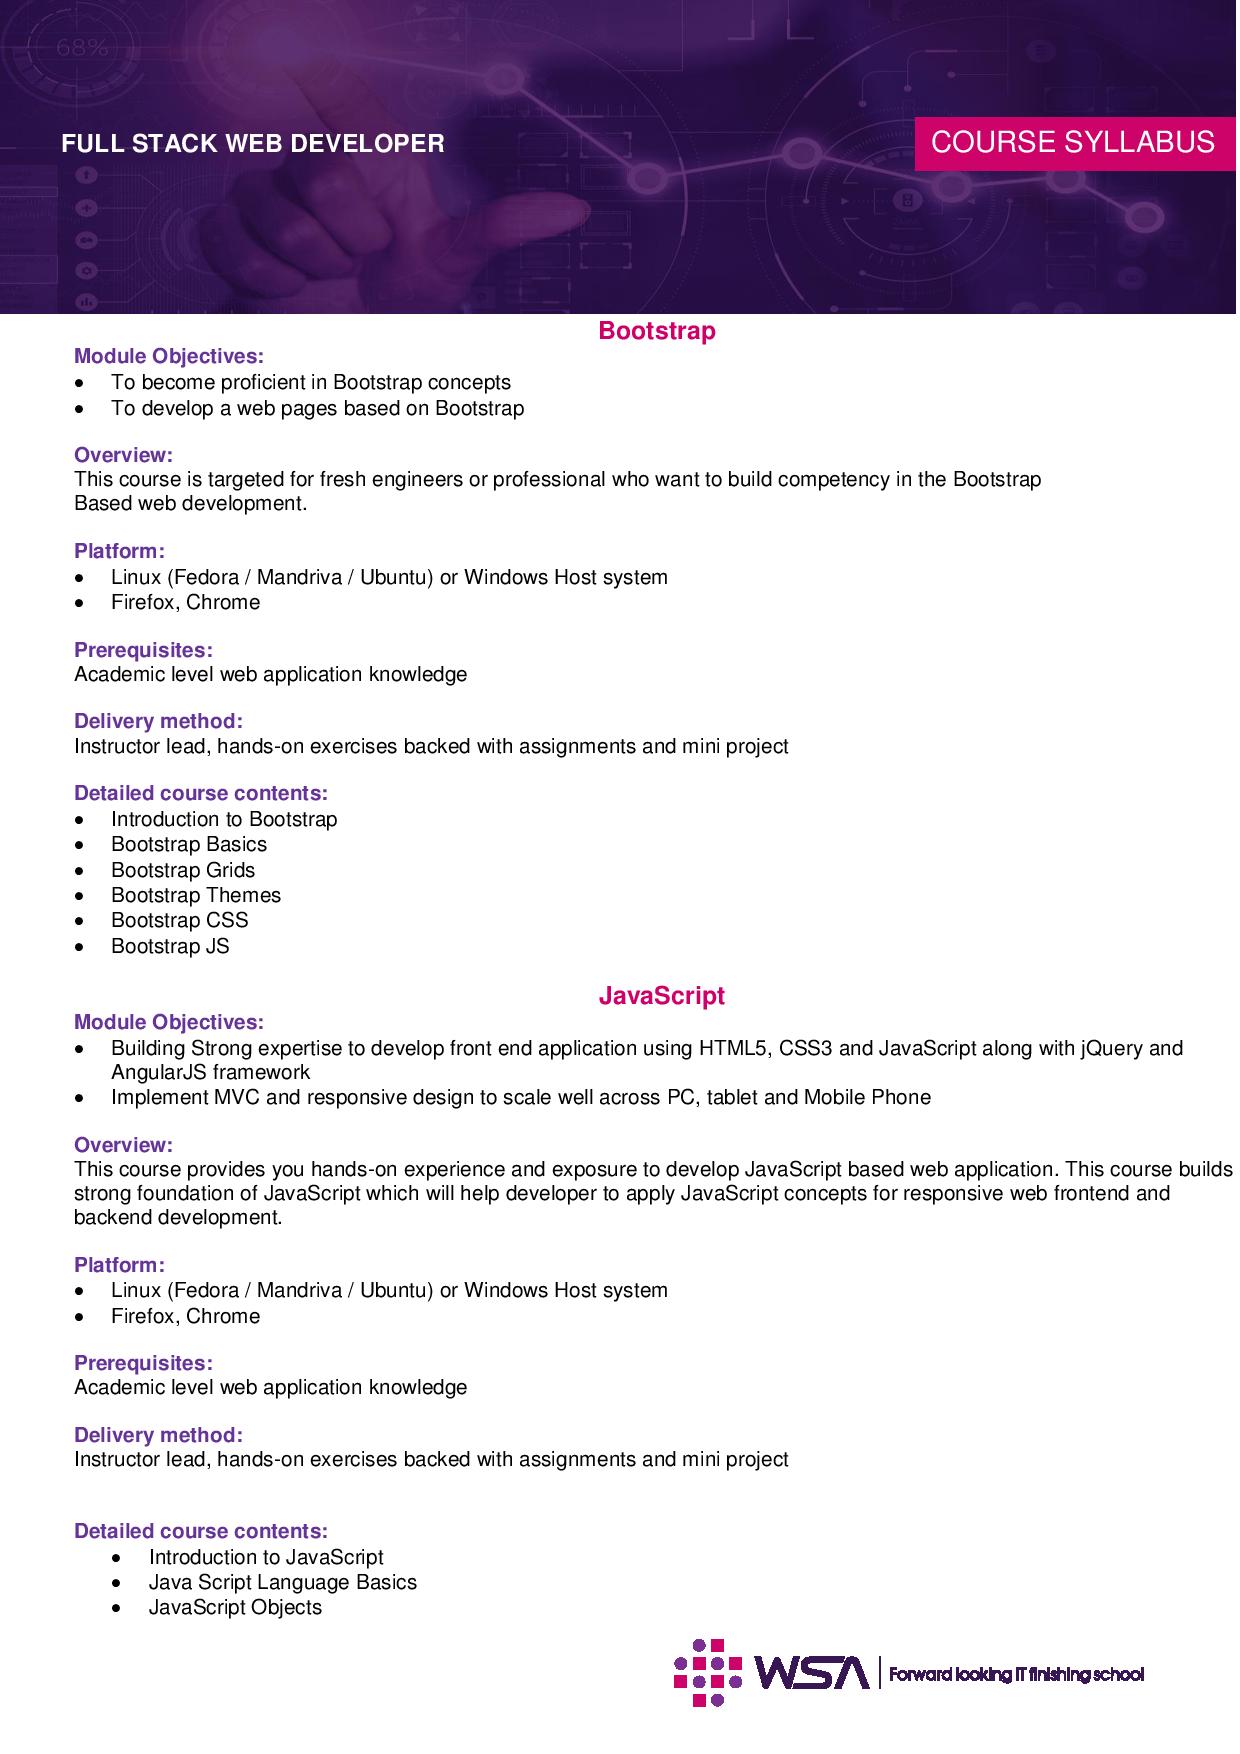 68%
FULL STACK WEB DEVELOPER
COURSE SYLLABUS
Bootstrap
Module Objectives:
• To become proficient in Bootstrap concepts
• To develop a web pages based on Bootstrap
Overview:
This course is targeted for fresh engineers or professional who want to build competency in the Bootstrap
Based web development.
Platform:
• Linux (Fedora / Mandriva / Ubuntu) or Windows Host system
• Firefox, Chrome
Prerequisites:
Academic level web application knowledge
Delivery method:
Instructor lead, hands-on exercises backed with assignments and mini project
Detailed course contents:
• Introduction to Bootstrap
• Bootstrap Basics
• Bootstrap Grids
• Bootstrap Themes
• Bootstrap CSS
• Bootstrap JS
JavaScript
Module Objectives:
• Building Strong expertise to develop front end application using HTML5, CSS3 and JavaScript along with jQuery and
AngularJS framework
• Implement MVC and responsive design to scale well across PC, tablet and Mobile Phone
Overview:
This course provides you hands-on experience and exposure to develop JavaScript based web application. This course builds
strong foundation of JavaScript which will help developer to apply JavaScript concepts for responsive web frontend and
backend development.
Platform:
• Linux (Fedora / Mandriva / Ubuntu) or Windows Host system
• Firefox, Chrome
Prerequisites:
Academic level web application knowledge
Delivery method:
Instructor lead, hands-on exercises backed with assignments and mini project
Detailed course contents:
• Introduction to JavaScript
• Java Script Language Basics
• JavaScript Objects
WSA | Forward looking IT finishing school